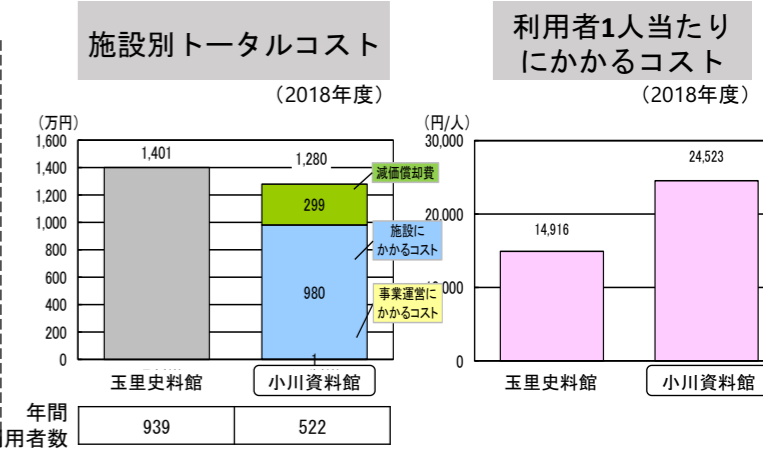 施設別トータルコスト
（2018年度）
（万円）
1,600
1,400
1,200
1,000
800
600
400
200
0
1,401
1,280
299
980
1
減価償却費
施設に
かかるコスト
事業運営に
かかるコスト
玉里史料館
小川資料館
年間
用者数
939
522
利用者1人当たり
にかかるコスト
（2018年度）
（円/人）
30,000
20,000
000
0
14,916
24,523
玉里史料館
小川資料館